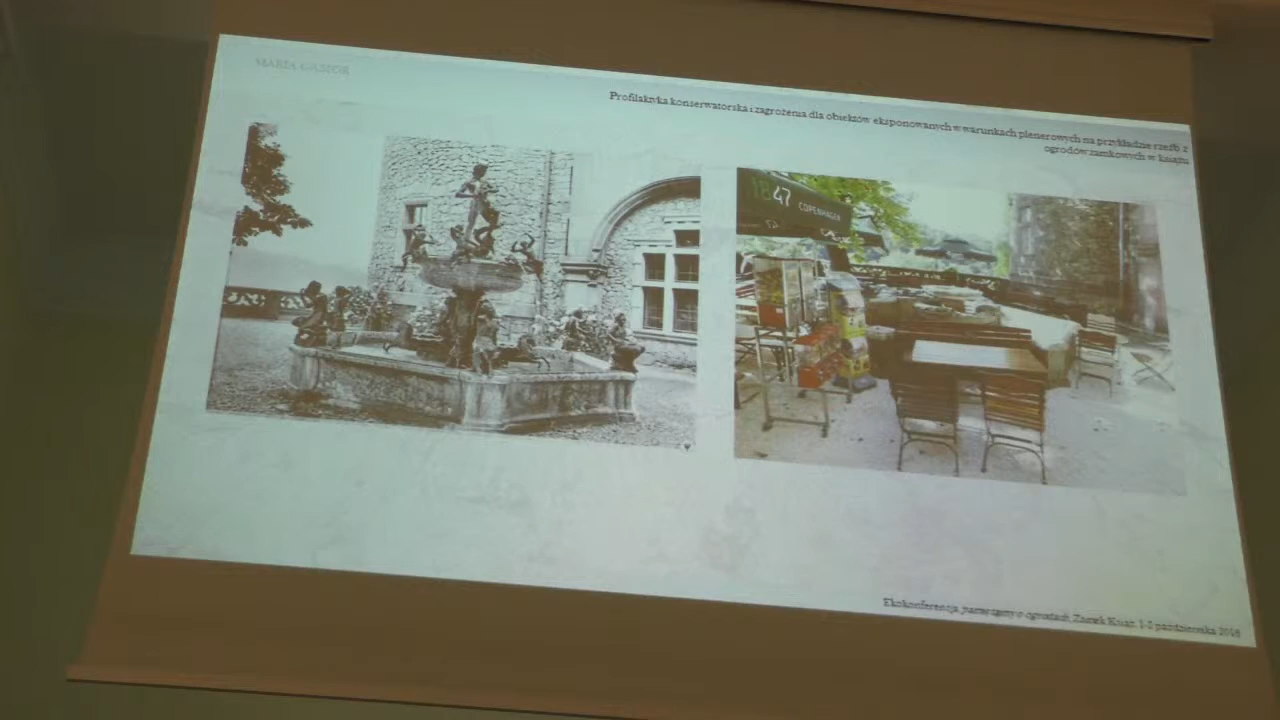 MARIA GĄSIOR
Profilaktyka konserwatorska i zagrożenia dla obiektów eksponowanych w warunkach plenerowych na przykładzie rzeźb z
ogrodów zamkowych w książu
1847
COPENHAGEN
Ekokonferencja, pamiętajmy o ogrodach, Zamek Książ, 1-2 października 2018